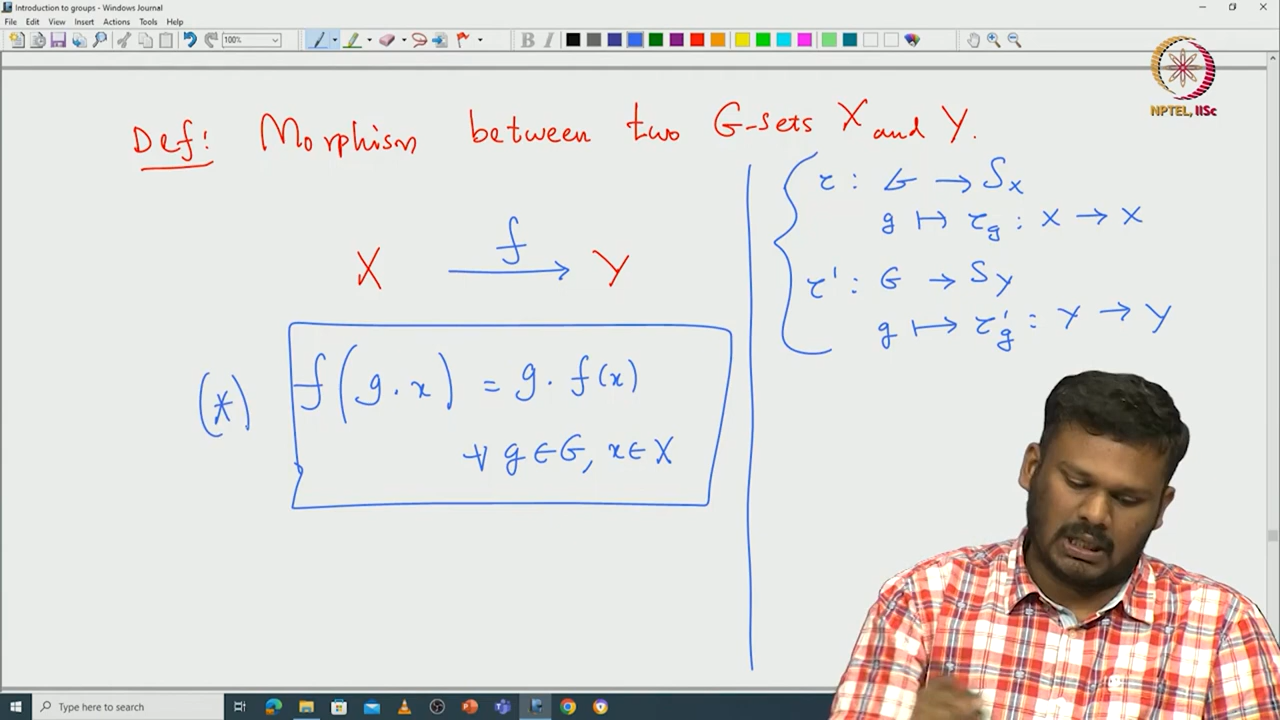 Introduction to groups - Windows Journal
File Edit View Insert Actions Tools Help
100%
B I
NPTEL, IISc
Def: Morphism between two G-sets X and Y.
X f→ Y
(*) f(g·x) = g·f(x)
∀ g∈G, x∈X
τ : G → S_X
g ↦ τ_g : X → X
τ' : G → S_Y
g ↦ τ'_g : Y → Y
Type here to search